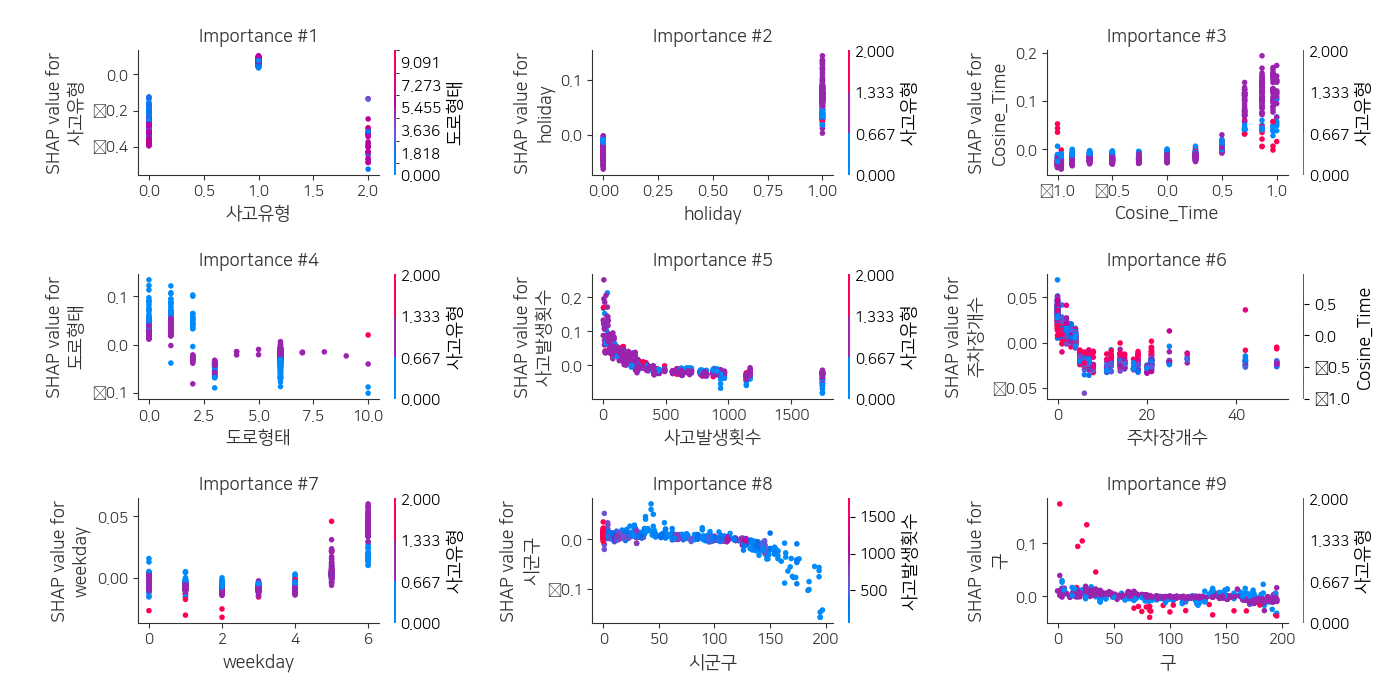 Importance #1
SHAP value for
사고유형
0.0
0.2
0.4
0.0 0.5 1.0 1.5 2.0
사고유형
9.091
7.273
5.455
3.636
1.818
0.000
도로형태
Importance #2
SHAP value for
holiday
0.1
0.0
0.00 0.25 0.50 0.75 1.00
holiday
2.000
1.333
0.667
0.000
사고유형
Importance #3
SHAP value for
Cosine_Time
0.2
0.1
0.0
1.0 0.5 0.0 0.5 1.0
Cosine_Time
2.000
1.333
0.667
0.000
사고유형
Importance #4
SHAP value for
도로형태
0.1
0.0
0.1
0.0 2.5 5.0 7.5 10.0
도로형태
2.000
1.333
0.667
0.000
사고유형
Importance #5
SHAP value for
사고발생횟수
0.2
0.1
0.0
0 500 1000 1500
사고발생횟수
2.000
1.333
0.667
0.000
사고유형
Importance #6
SHAP value for
주차장개수
0.05
0.00
0.05
0 20 40
주차장개수
0.5
0.0
0.5
1.0
Cosine_Time
Importance #7
SHAP value for
weekday
0.05
0.00
0 2 4 6
weekday
2.000
1.333
0.667
0.000
사고유형
Importance #8
SHAP value for
시군구
0.0
0.1
0 50 100 150 200
시군구
1500
1000
500
사고발생횟수
Importance #9
SHAP value for
구
0.1
0.0
0 50 100 150 200
구
2.000
1.333
0.667
0.000
사고유형